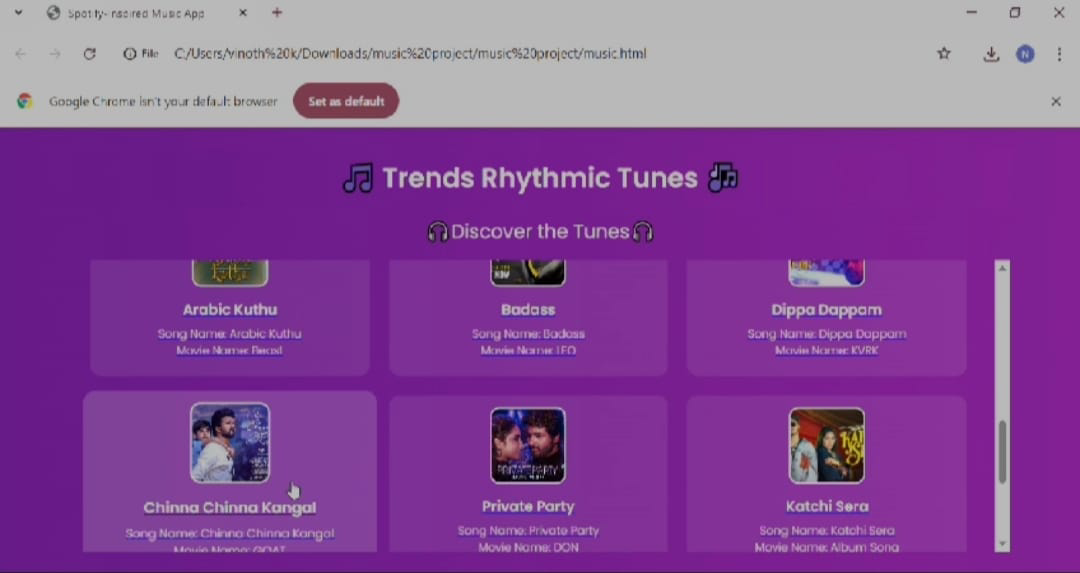 Spotify-Inspired Music App
File C:/Users/vinoth%20k/Downloads/music%20project/music%20project/music.html
N
Google Chrome isn't your default browser
Set as default
Trends Rhythmic Tunes
Discover the Tunes
Arabic Kuthu
Song Name: Arabic Kuthu
Movie Name: Beast
Badass
Song Name: Badass
Movie Name: LEO
Dippa Dappam
Song Name: Dippa Dappam
Movie Name: KVRK
PRIVATE PARTY
Chinna Chinna Kangal
Song Name: Chinna Chinna Kangal
Movie Name: GOAT
Private Party
Song Name: Private Party
Movie Name: DON
Katchi Sera
Song Name: Katchi Sera
Movie Name: Album Song